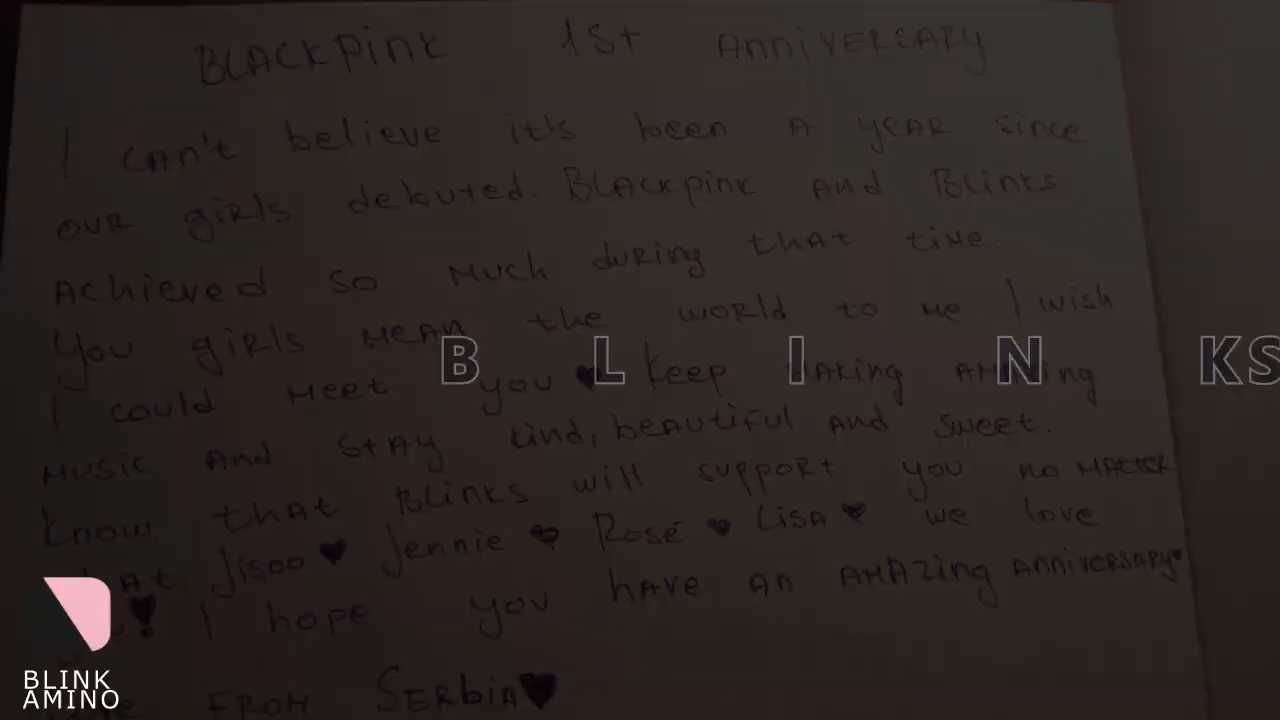 BLACKPINK 1st ANNIVERSARY
I can't believe it's been a year since
our girls debuted. Blackpink and Blinks
achieved so much during that time.
You girls mean the world to me I wish
I could meet you ♥ keep making amazing
music and stay kind, beautiful and sweet.
know that Blinks will support you no matter
Jisoo ♥ Jennie ♥ Rosé ♥ Lisa ♥ we love
! I hope you have an amazing anniversary
from Serbia ♥
B L I N KS
BLINK
AMINO